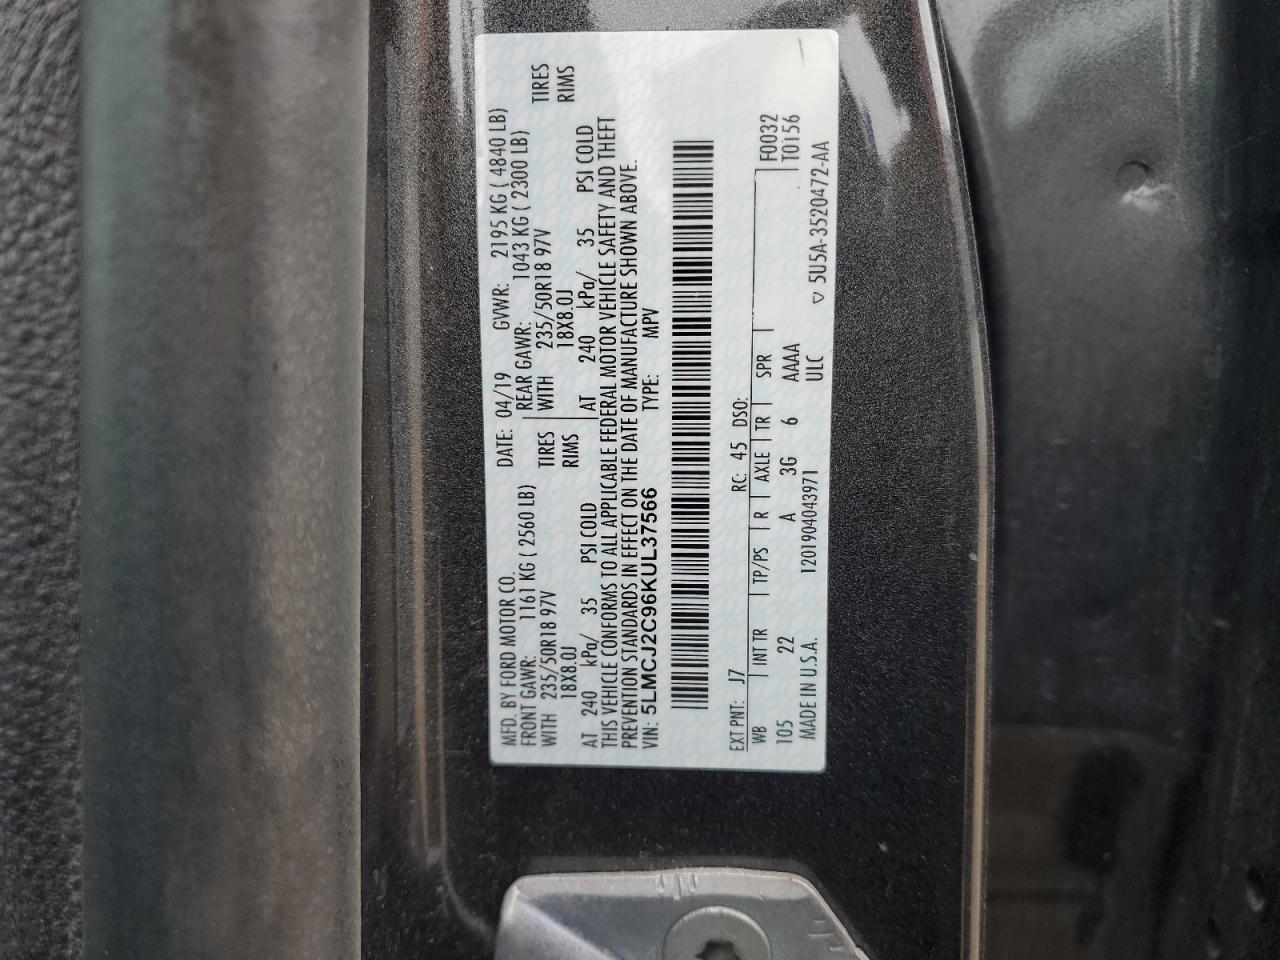 MFD. BY FORD MOTOR CO. DATE: 04/19 GVWR: 2195 KG ( 4840 LB)
FRONT GAWR: 1161 KG ( 2560 LB) REAR GAWR: 1043 KG ( 2300 LB)
WITH 235/50R18 97V TIRES WITH 235/50R18 97V TIRES
18X8.0J RIMS 18X8.0J RIMS
AT 240 kPa/ 35 PSI COLD AT 240 kPa/ 35 PSI COLD
THIS VEHICLE CONFORMS TO ALL APPLICABLE FEDERAL MOTOR VEHICLE SAFETY AND THEFT
PREVENTION STANDARDS IN EFFECT ON THE DATE OF MANUFACTURE SHOWN ABOVE.
VIN: 5LMCJ2C96KUL37566 TYPE: MPV
EXT PNT: J7 RC: 45 DSO: F0032
WB INT TR TP/PS R AXLE TR SPR T0156
105 22 A 3G 6 AAAA
MADE IN U.S.A. 120190404397​1 ULC
▽ 5U5A-3520472-AA